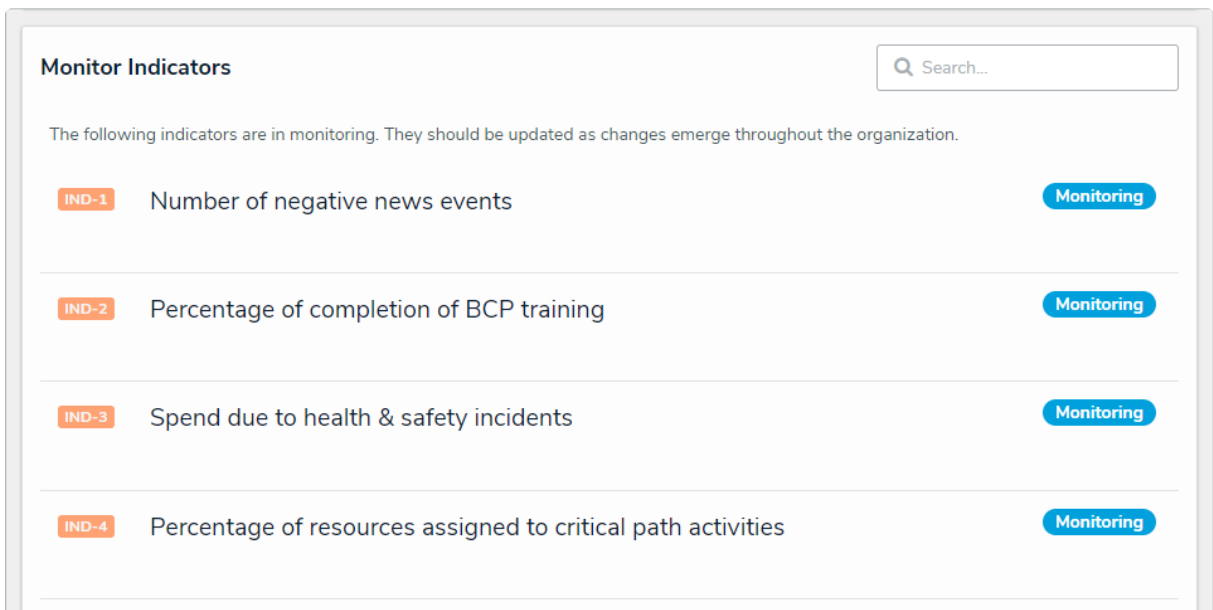 Monitor Indicators
Search...
The following indicators are in monitoring. They should be updated as changes emerge throughout the organization.
IND-1 Number of negative news events Monitoring
IND-2 Percentage of completion of BCP training Monitoring
IND-3 Spend due to health & safety incidents Monitoring
IND-4 Percentage of resources assigned to critical path activities Monitoring